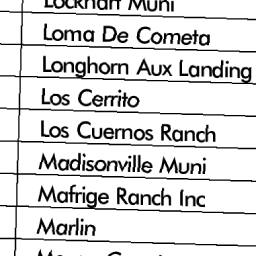 Lockhart Muni
Loma De Cometa
Longhorn Aux Landing
Los Cerrito
Los Cuernos Ranch
Madisonville Muni
Mafrige Ranch Inc
Marlin